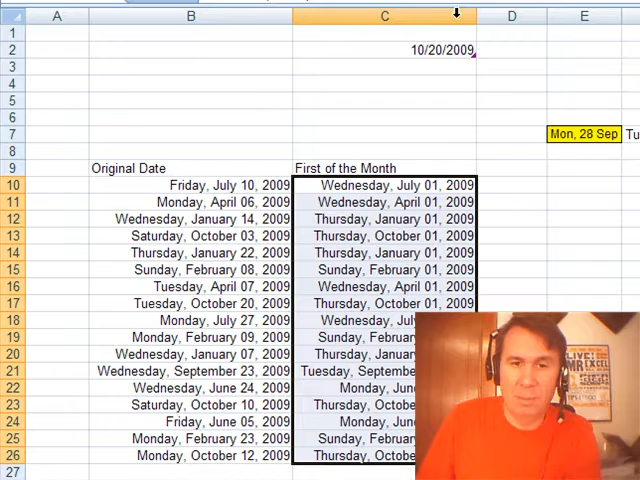 A B C D E
1
2 10/20/2009
3
4
5
6
7 Mon, 28 Sep Tu
8
9 Original Date First of the Month
10 Friday, July 10, 2009 Wednesday, July 01, 2009
11 Monday, April 06, 2009 Wednesday, April 01, 2009
12 Wednesday, January 14, 2009 Thursday, January 01, 2009
13 Saturday, October 03, 2009 Thursday, October 01, 2009
14 Thursday, January 22, 2009 Thursday, January 01, 2009
15 Sunday, February 08, 2009 Sunday, February 01, 2009
16 Tuesday, April 07, 2009 Wednesday, April 01, 2009
17 Tuesday, October 20, 2009 Thursday, October 01, 2009
18 Monday, July 27, 2009 Wednesday, July
19 Monday, February 09, 2009 Sunday, Februa
20 Wednesday, January 07, 2009 Thursday, Janua
21 Wednesday, September 23, 2009 Tuesday, Septembe
22 Wednesday, June 24, 2009 Monday, June
23 Saturday, October 10, 2009 Thursday, Octobe
24 Friday, June 05, 2009 Monday, June
25 Monday, February 23, 2009 Sunday, Februa
26 Monday, October 12, 2009 Thursday, Octobe
27
LIVE!
MR EXCEL